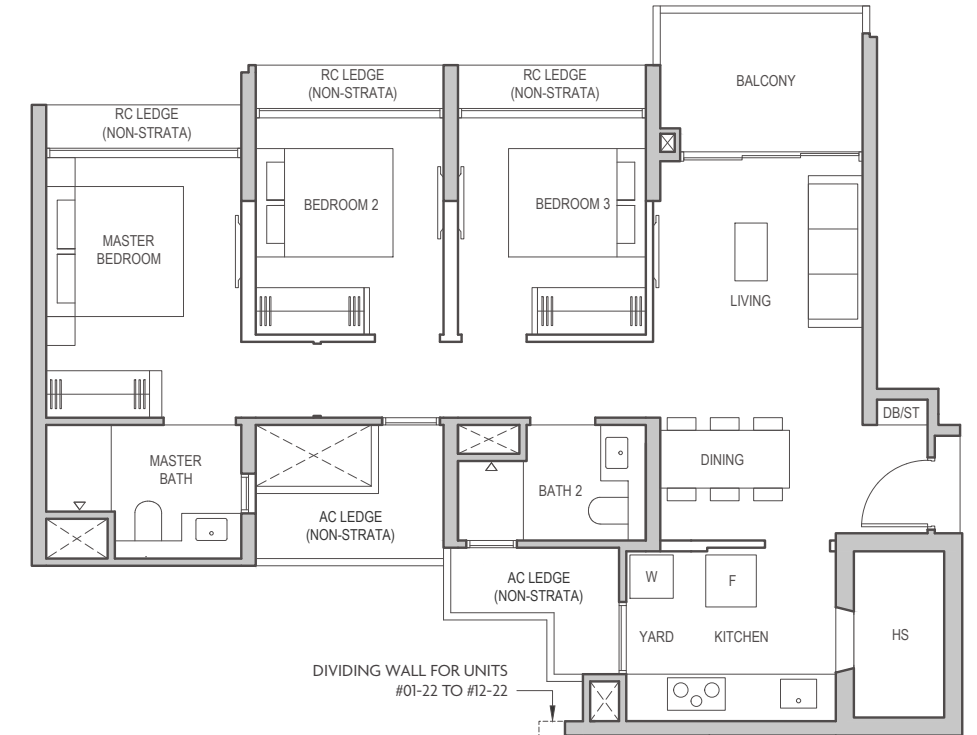 BALCONY
RC LEDGE
(NON-STRATA)
RC LEDGE
(NON-STRATA)
RC LEDGE
(NON-STRATA)
MASTER
BEDROOM
BEDROOM 2
BEDROOM 3
LIVING
DB/ST
MASTER
BATH
BATH 2
DINING
AC LEDGE
(NON-STRATA)
AC LEDGE
(NON-STRATA)
W
F
YARD
KITCHEN
HS
DIVIDING WALL FOR UNITS
#01-22 TO #12-22